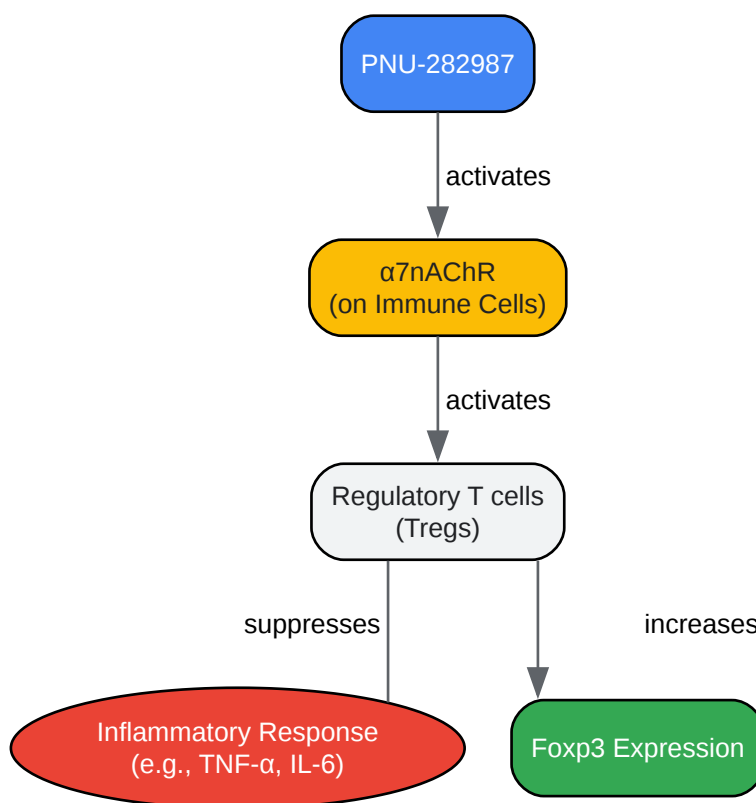 PNU-282987
activates
α7nAChR
(on Immune Cells)
activates
Regulatory T cells
(Tregs)
suppresses
increases
Inflammatory Response
(e.g., TNF-α, IL-6)
Foxp3 Expression